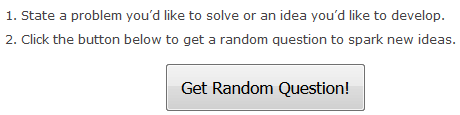 1. State a problem you’d like to solve or an idea you’d like to develop.
2. Click the button below to get a random question to spark new ideas.
Get Random Question!